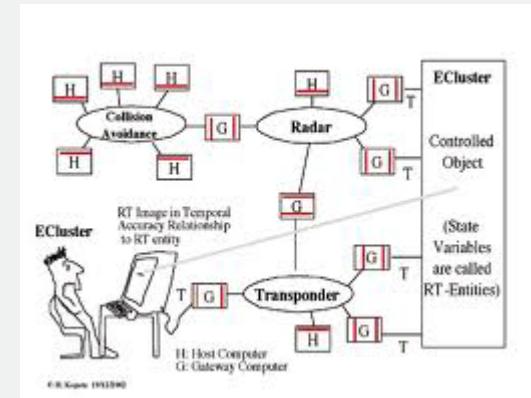 H
H
H
H
G
T
ECluster
Collision
Avoidance
G
Radar
H
H
G
T
Controlled
Object
G
RT Image in Temporal
Accuracy Relationship
to RT entity
ECluster
(State
Variables
are called
RT-Entities)
G
T
T
G
Transponder
H
G
T
H: Host Computer
G: Gateway Computer